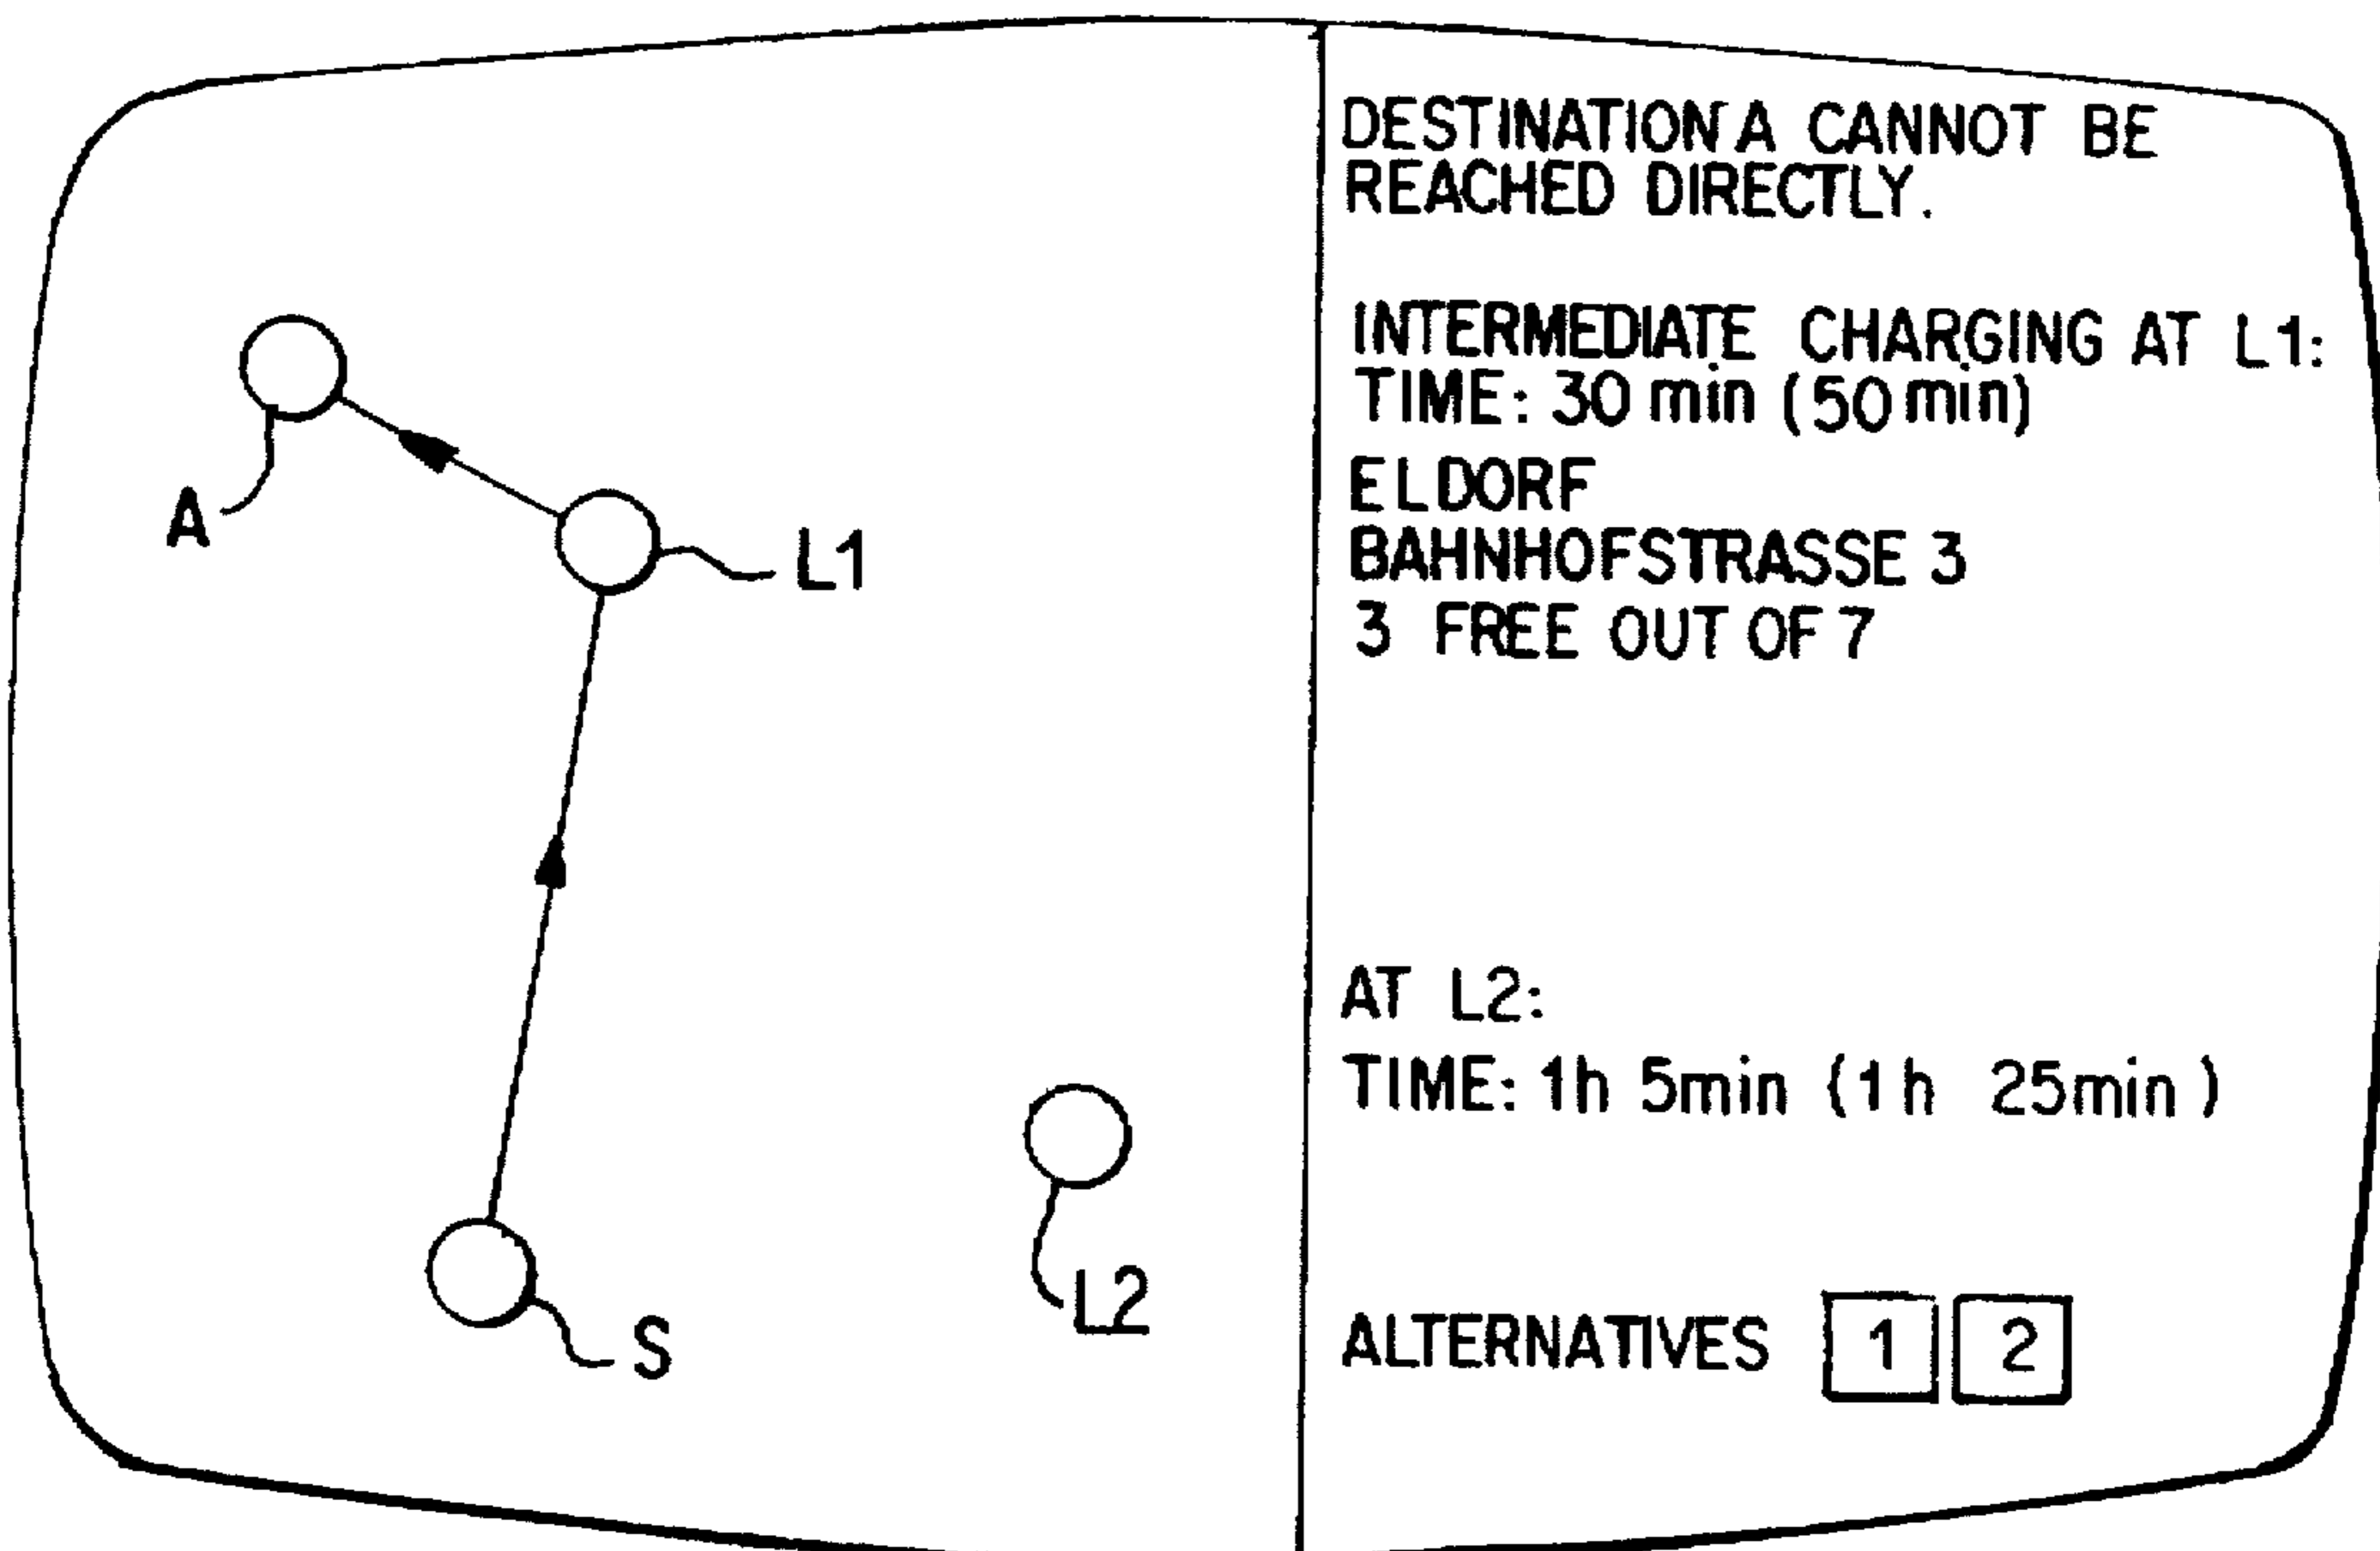 A
L1
S
L2
DESTINATION A CANNOT BE
REACHED DIRECTLY.
INTERMEDIATE CHARGING AT L1:
TIME: 30 min (50 min)
ELDORF
BAHNHOFSTRASSE 3
3 FREE OUT OF 7
AT L2:
TIME: 1h 5min (1h 25min)
ALTERNATIVES 1 2